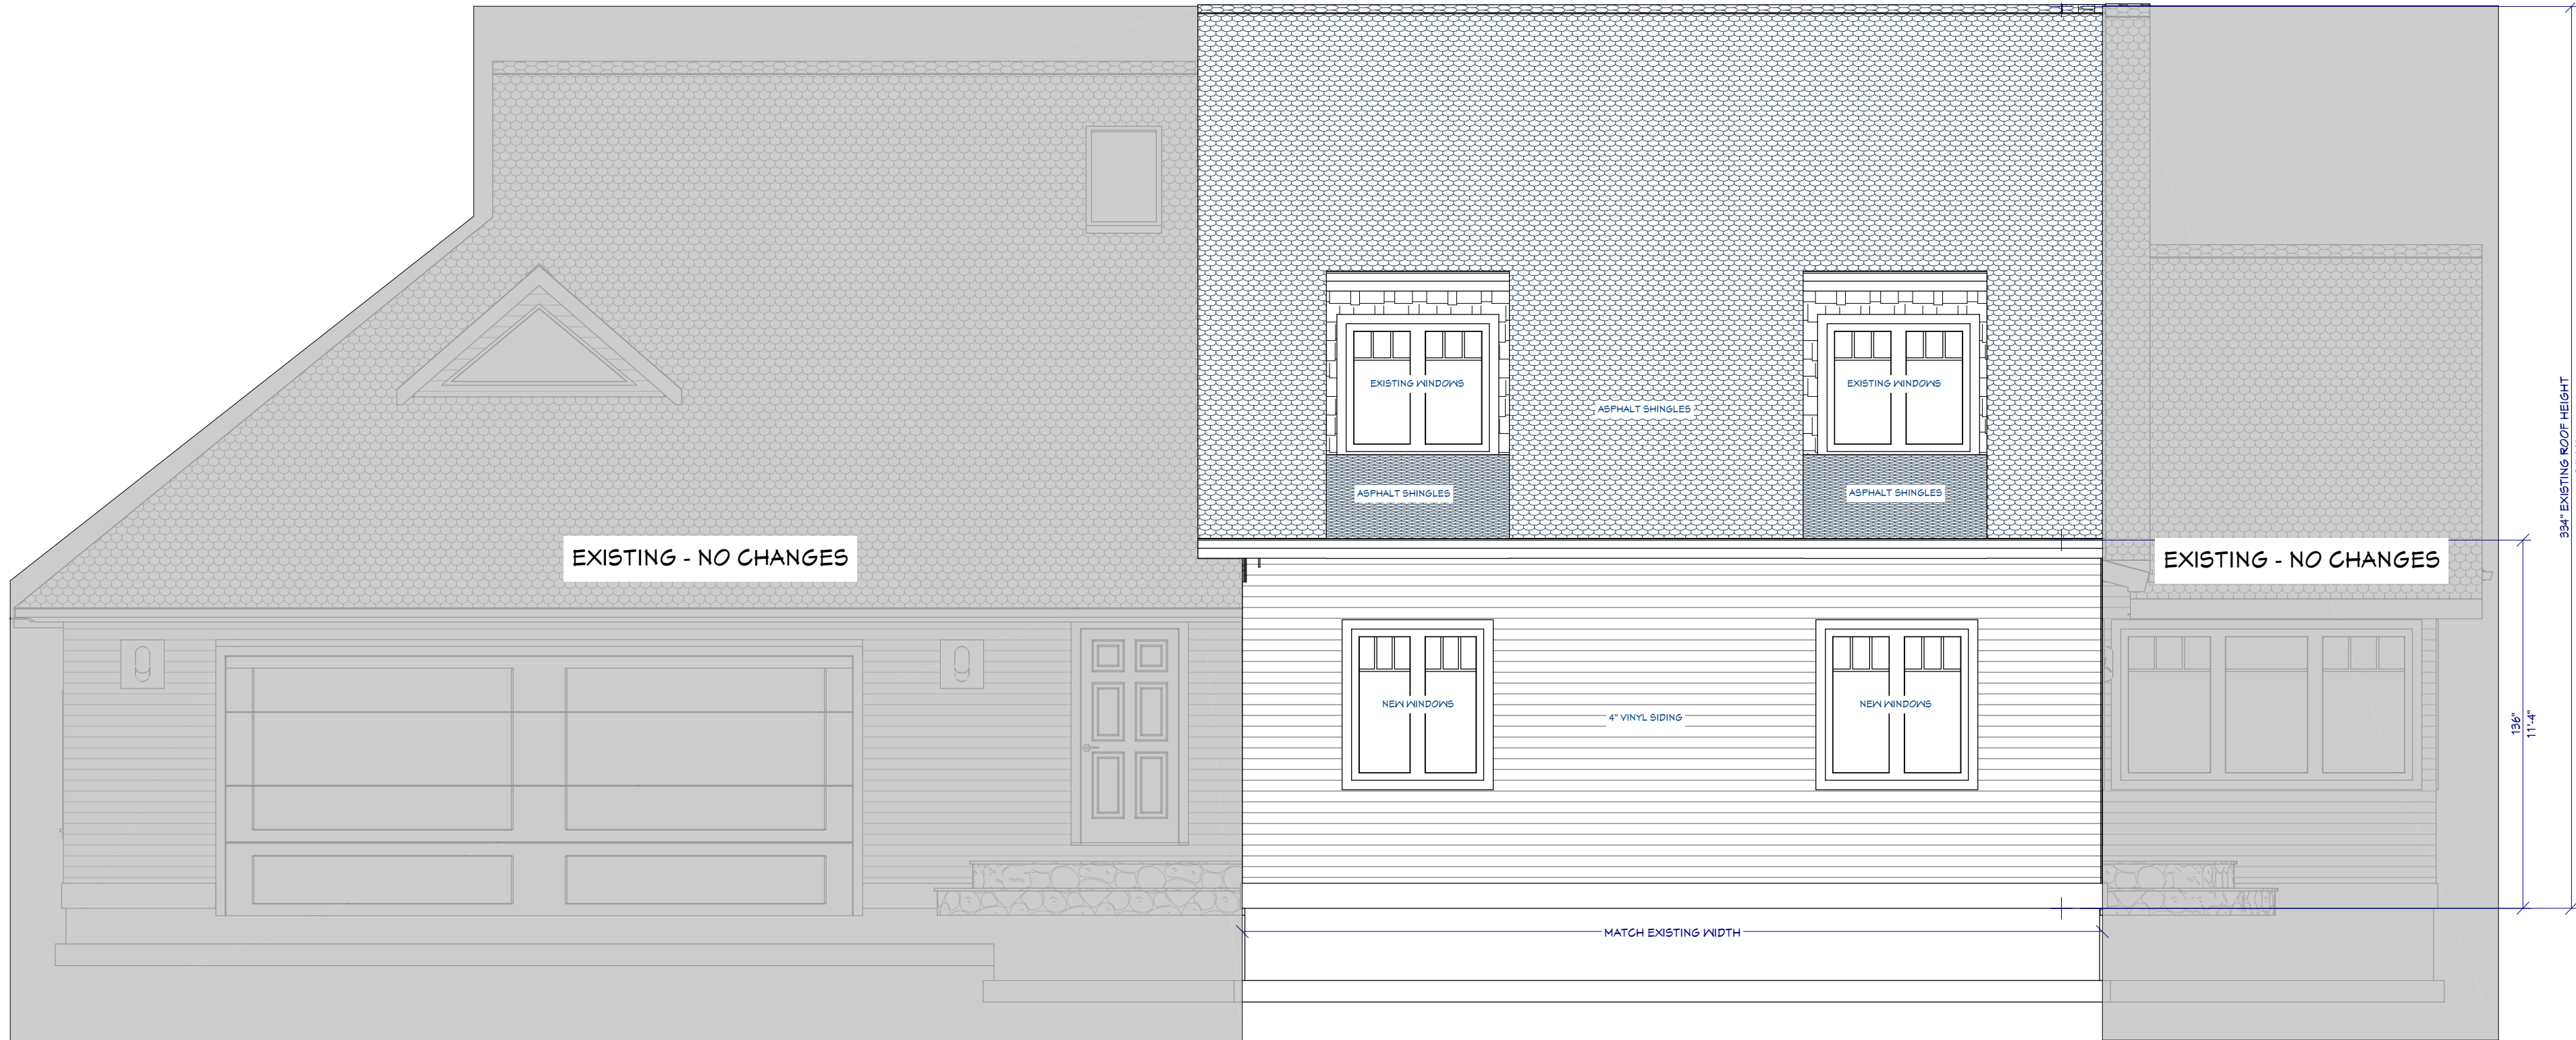 EXISTING WINDOWS
EXISTING WINDOWS
ASPHALT SHINGLES
334" EXISTING ROOF HEIGHT
ASPHALT SHINGLES
ASPHALT SHINGLES
EXISTING - NO CHANGES
EXISTING - NO CHANGES
NEW WINDOWS
NEW WINDOWS
4" VINYL SIDING
136"
11'-4"
MATCH EXISTING WIDTH